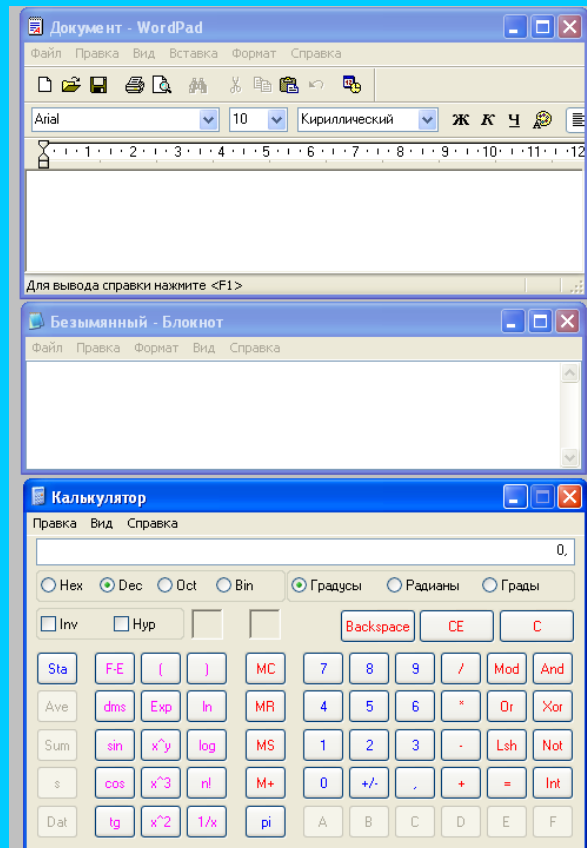 Документ - WordPad
Файл Правка Вид Вставка Формат Справка
Arial 10 Кириллический Ж К Ч
1 2 3 4 5 6 7 8 9 10 11 12
Для вывода справки нажмите <F1>
Безымянный - Блокнот
Файл Правка Формат Вид Справка
Калькулятор
Правка Вид Справка
0,
Hex Dec Oct Bin Градусы Радианы Грады
Inv Hyp Backspace CE C
Sta F-E ( ) MC 7 8 9 / Mod And
Ave dms Exp ln MR 4 5 6 * Or Xor
Sum sin x^y log MS 1 2 3 - Lsh Not
s cos x^3 n! M+ 0 +/- , + = Int
Dat tg x^2 1/x pi A B C D E F